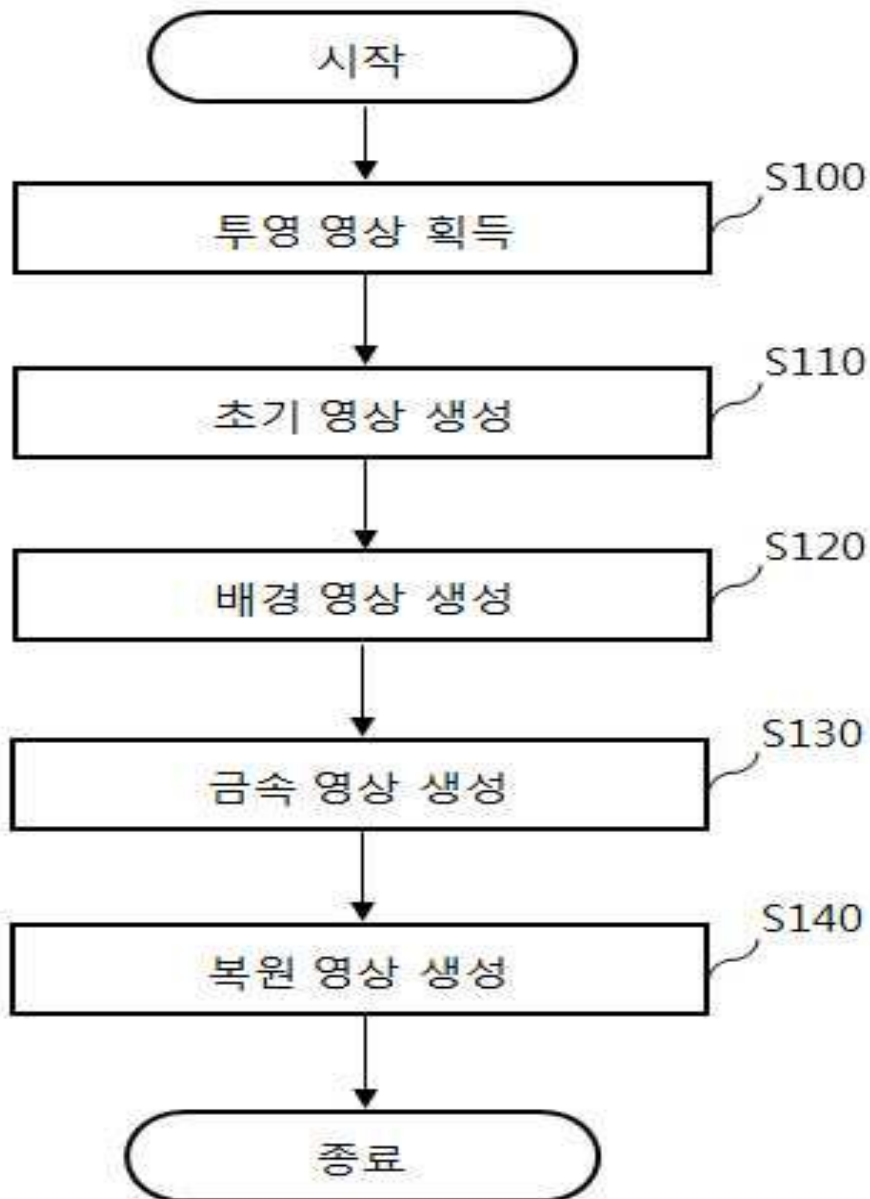 시작
S100
투영 영상 획득
S110
초기 영상 생성
S120
배경 영상 생성
S130
금속 영상 생성
S140
복원 영상 생성
종료